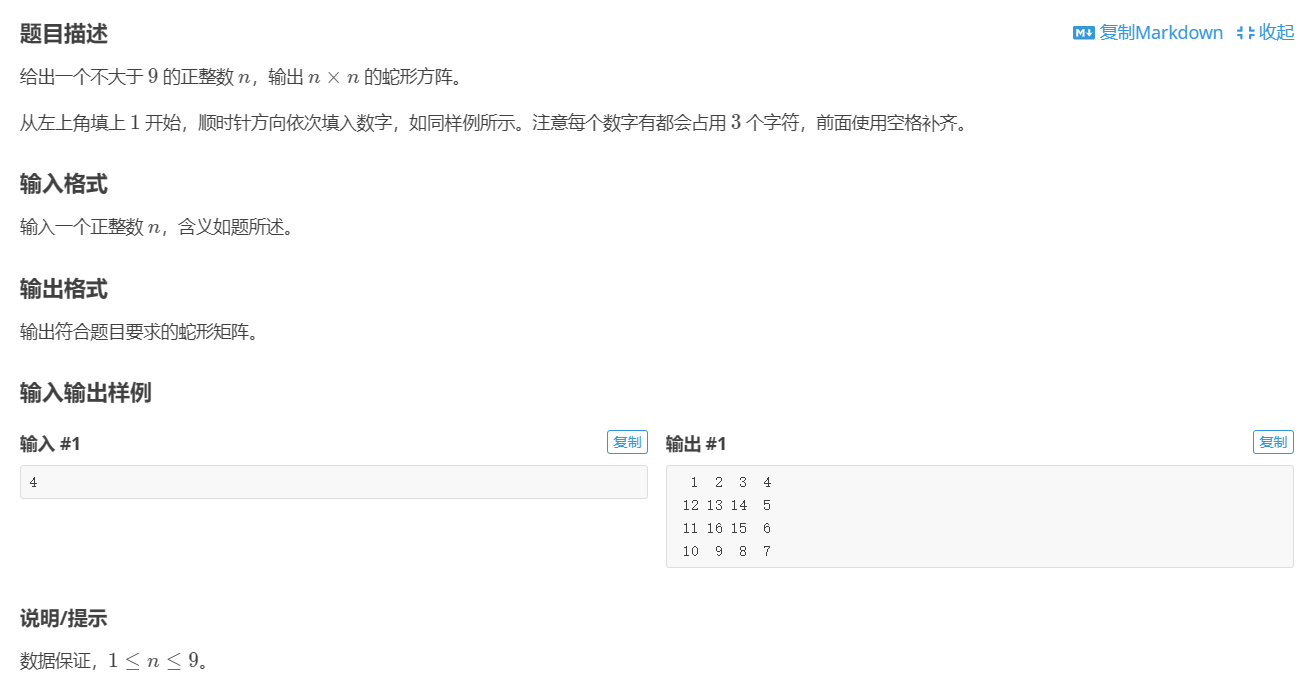 题目描述
复制Markdown 收起
给出一个不大于 9 的正整数 n，输出 n × n 的蛇形方阵。
从左上角填上 1 开始，顺时针方向依次填入数字，如同样例所示。注意每个数字有都会占用 3 个字符，前面使用空格补齐。
输入格式
输入一个正整数 n，含义如题所述。
输出格式
输出符合题目要求的蛇形矩阵。
输入输出样例
输入 #1
复制
4
输出 #1
复制
  1  2  3  4
 12 13 14  5
 11 16 15  6
 10  9  8  7
说明/提示
数据保证，1 ≤ n ≤ 9。